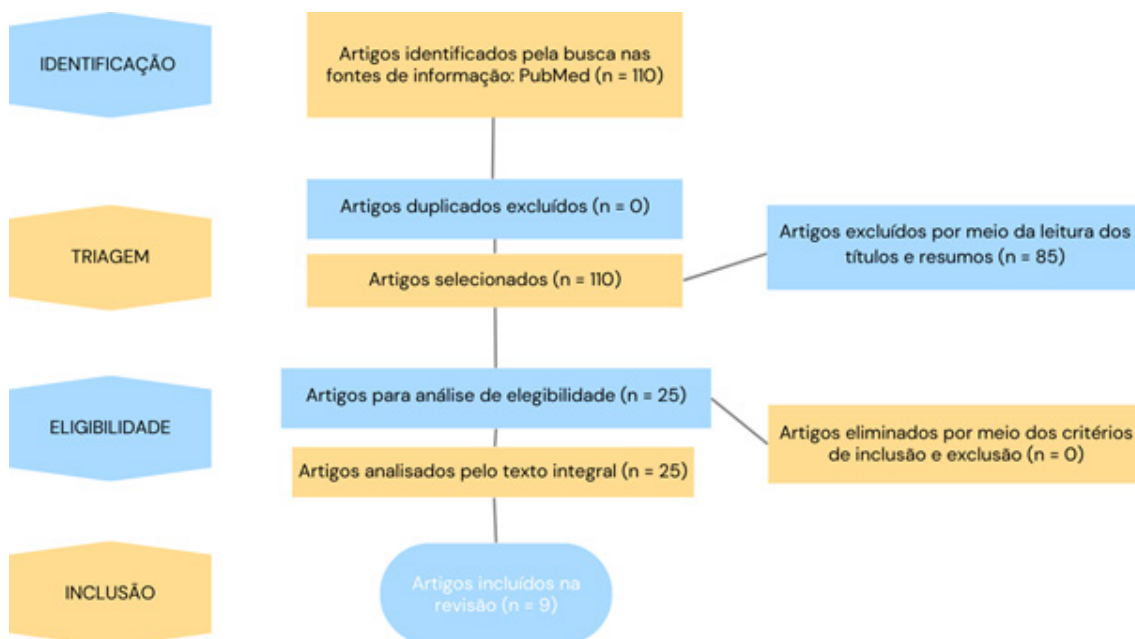 IDENTIFICAÇÃO
Artigos identificados pela busca nas
fontes de informação: PubMed (n = 110)
Artigos duplicados excluídos (n = 0)
TRIAGEM
Artigos selecionados (n = 110)
Artigos excluídos por meio da leitura dos
títulos e resumos (n = 85)
ELIGIBILIDADE
Artigos para análise de elegibilidade (n = 25)
Artigos analisados pelo texto integral (n = 25)
Artigos eliminados por meio dos critérios
de inclusão e exclusão (n = 0)
INCLUSÃO
Artigos incluídos na
revisão (n = 9)